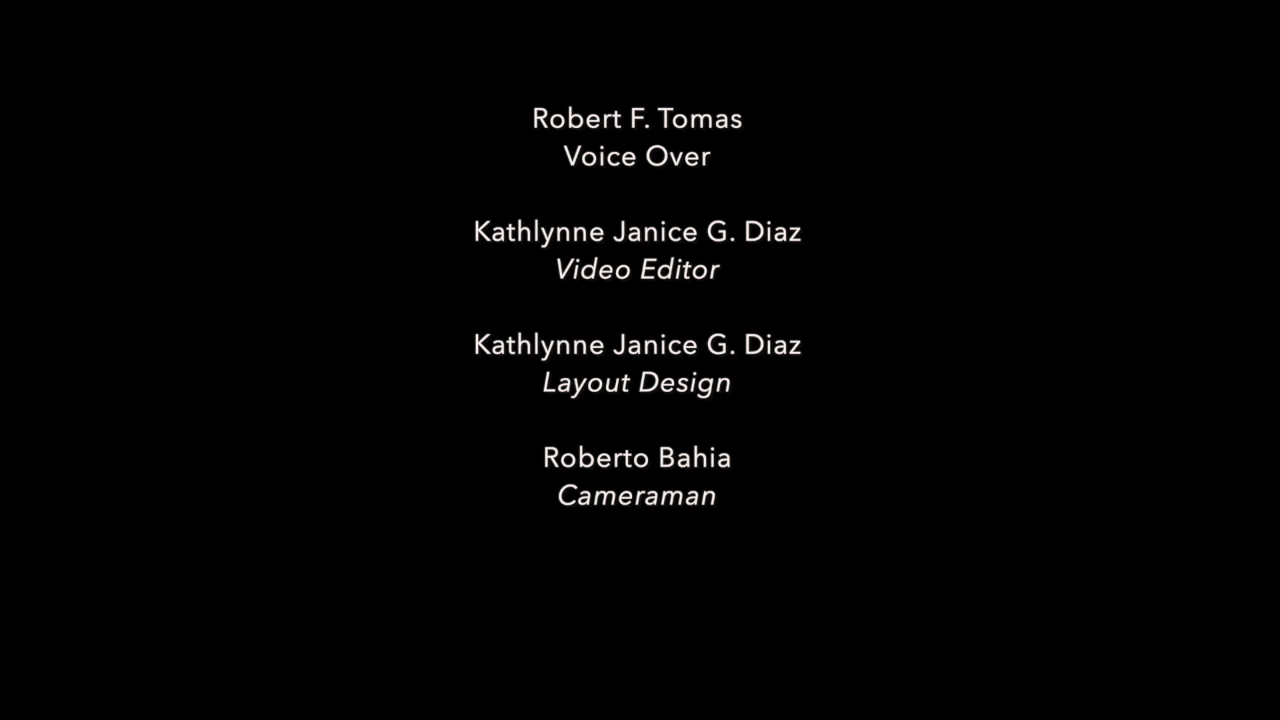 Robert F. Tomas
Voice Over
Kathlynne Janice G. Diaz
Video Editor
Kathlynne Janice G. Diaz
Layout Design
Roberto Bahia
Cameraman